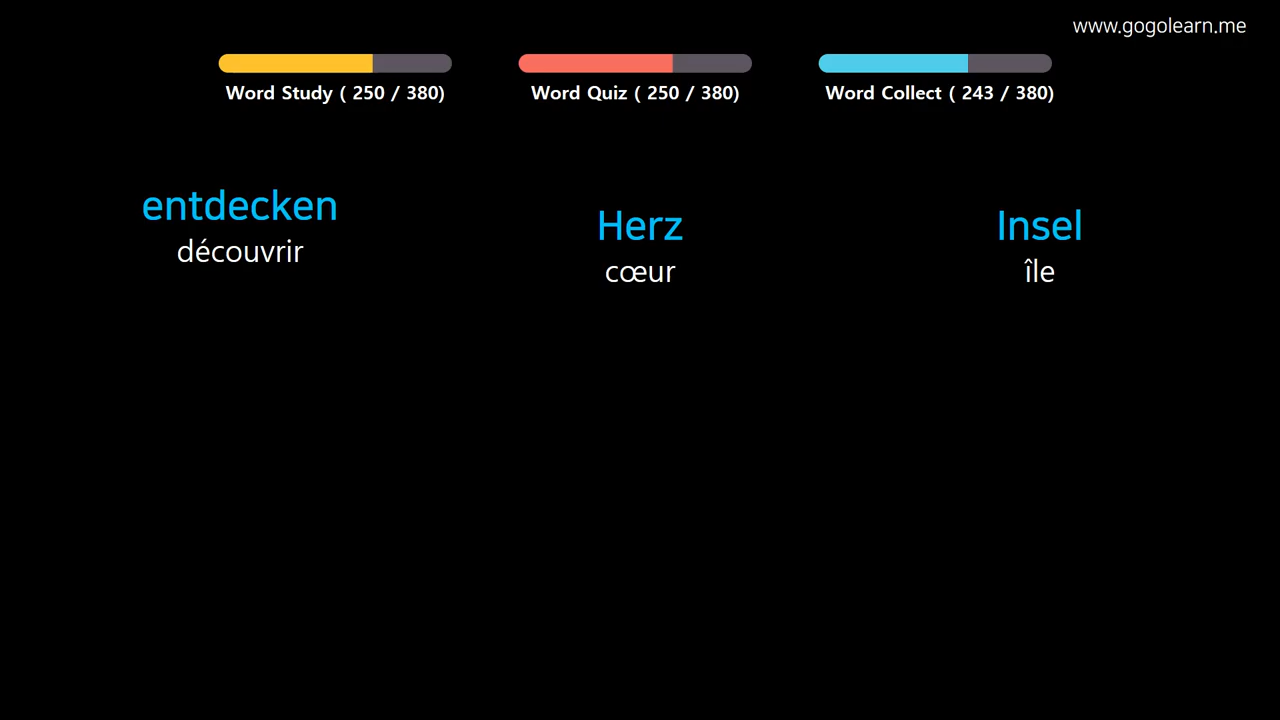 www.gogolearn.me
Word Study ( 250 / 380)
Word Quiz ( 250 / 380)
Word Collect ( 243 / 380)
entdecken
découvrir
Herz
cœur
Insel
île